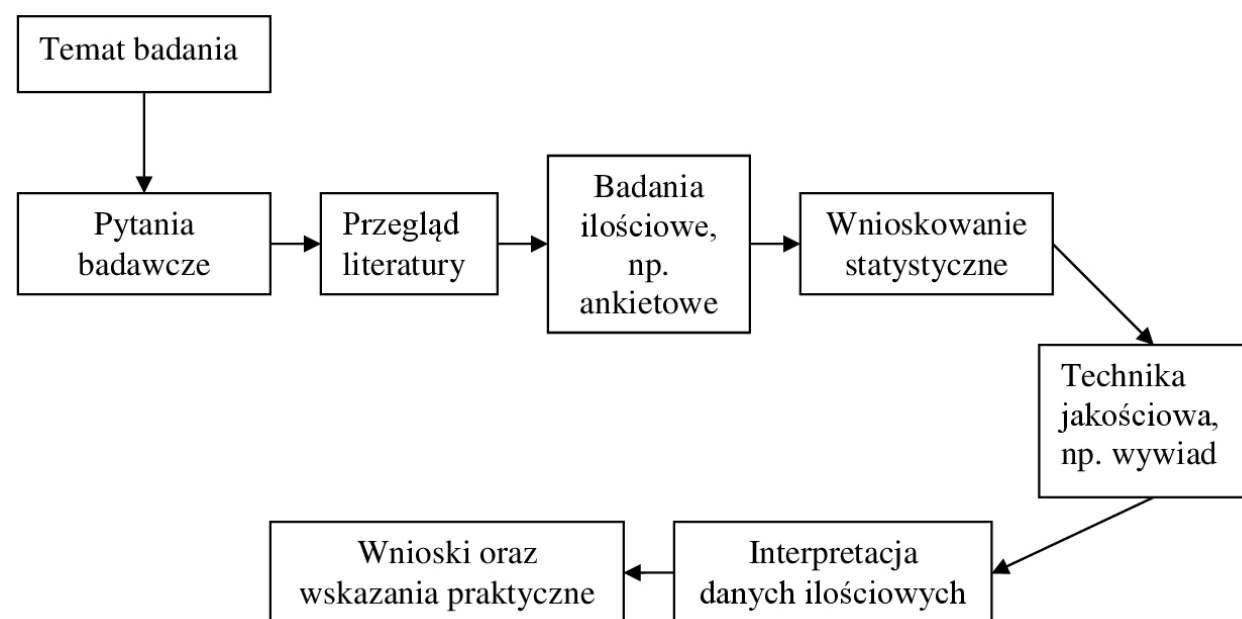 Temat badania
Pytania
badawcze
Przegląd
literatury
Badania
ilościowe,
np.
ankietowe
Wnioskowanie
statystyczne
Technika
jakościowa,
np. wywiad
Interpretacja
danych ilościowych
Wnioski oraz
wskazania praktyczne